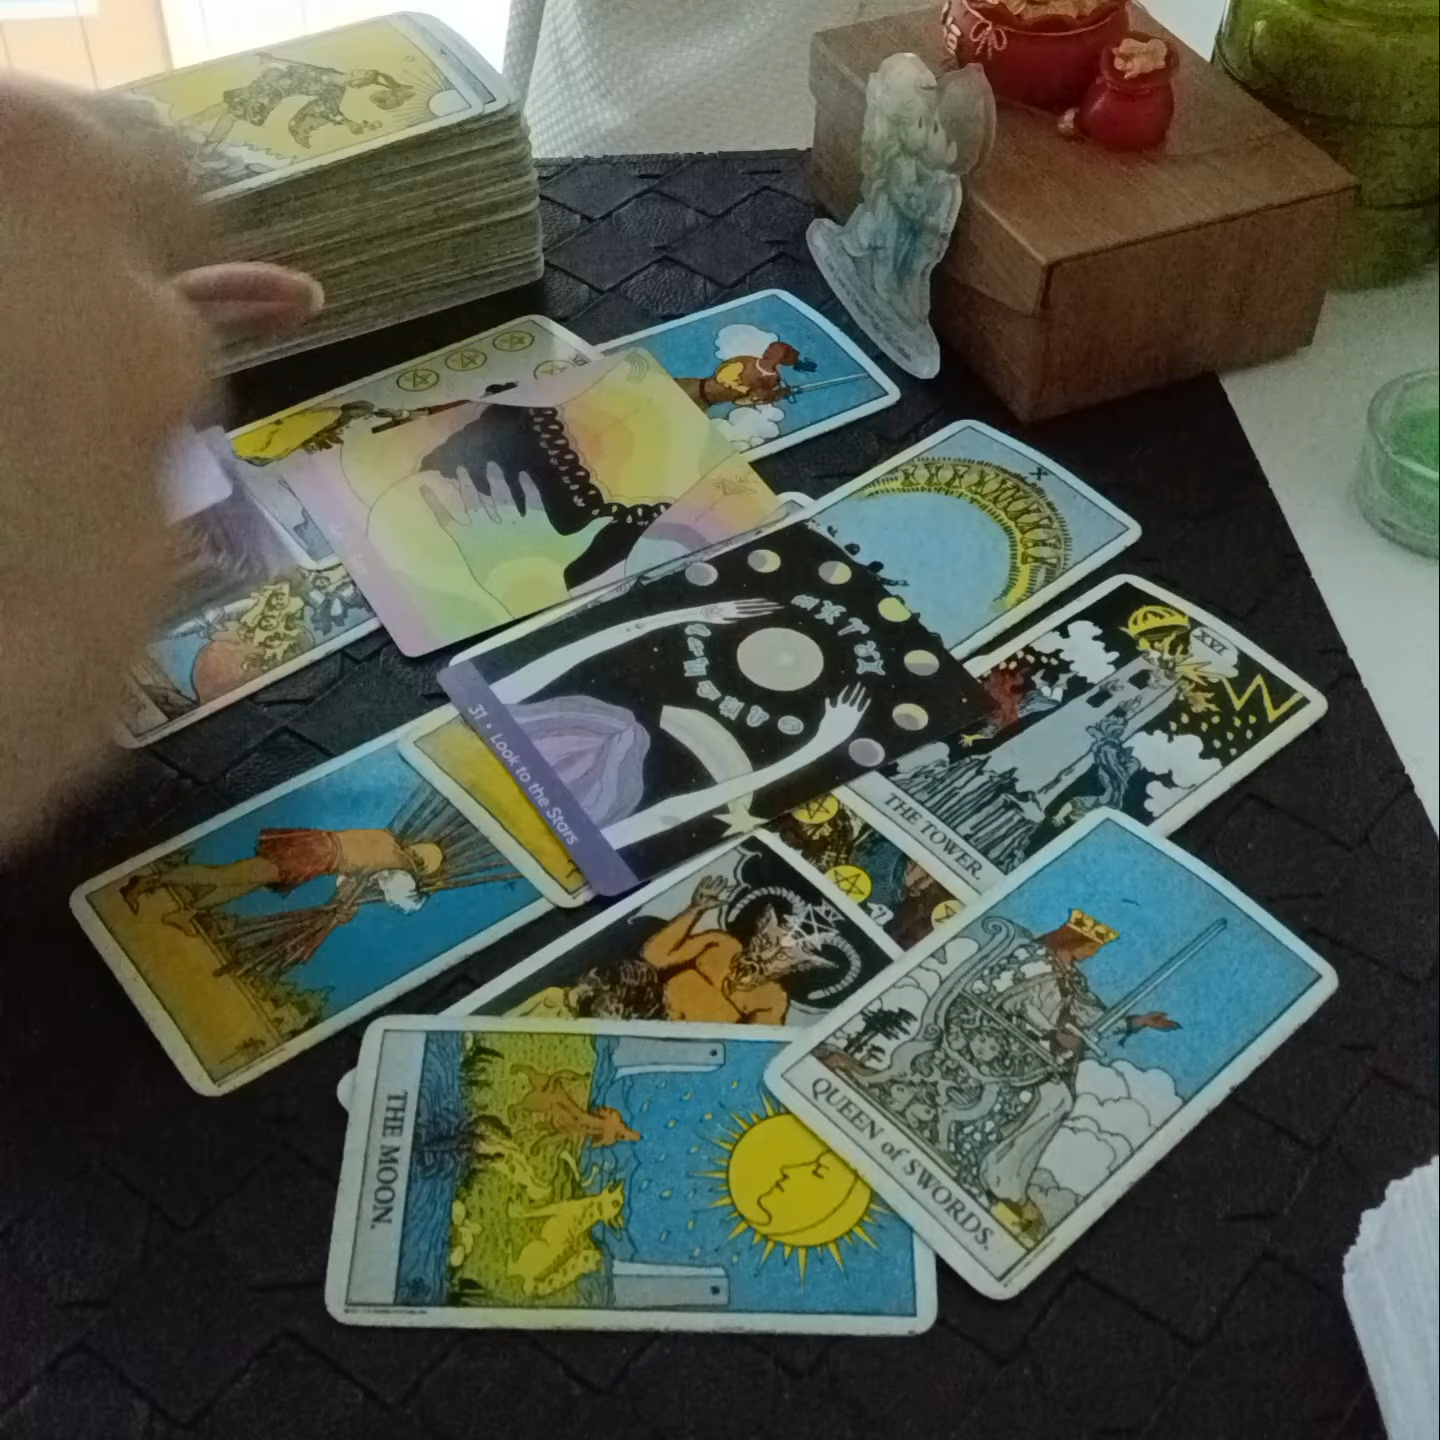 X
XVI
31 • Look to the Stars
THE TOWER.
QUEEN of SWORDS.
THE MOON.